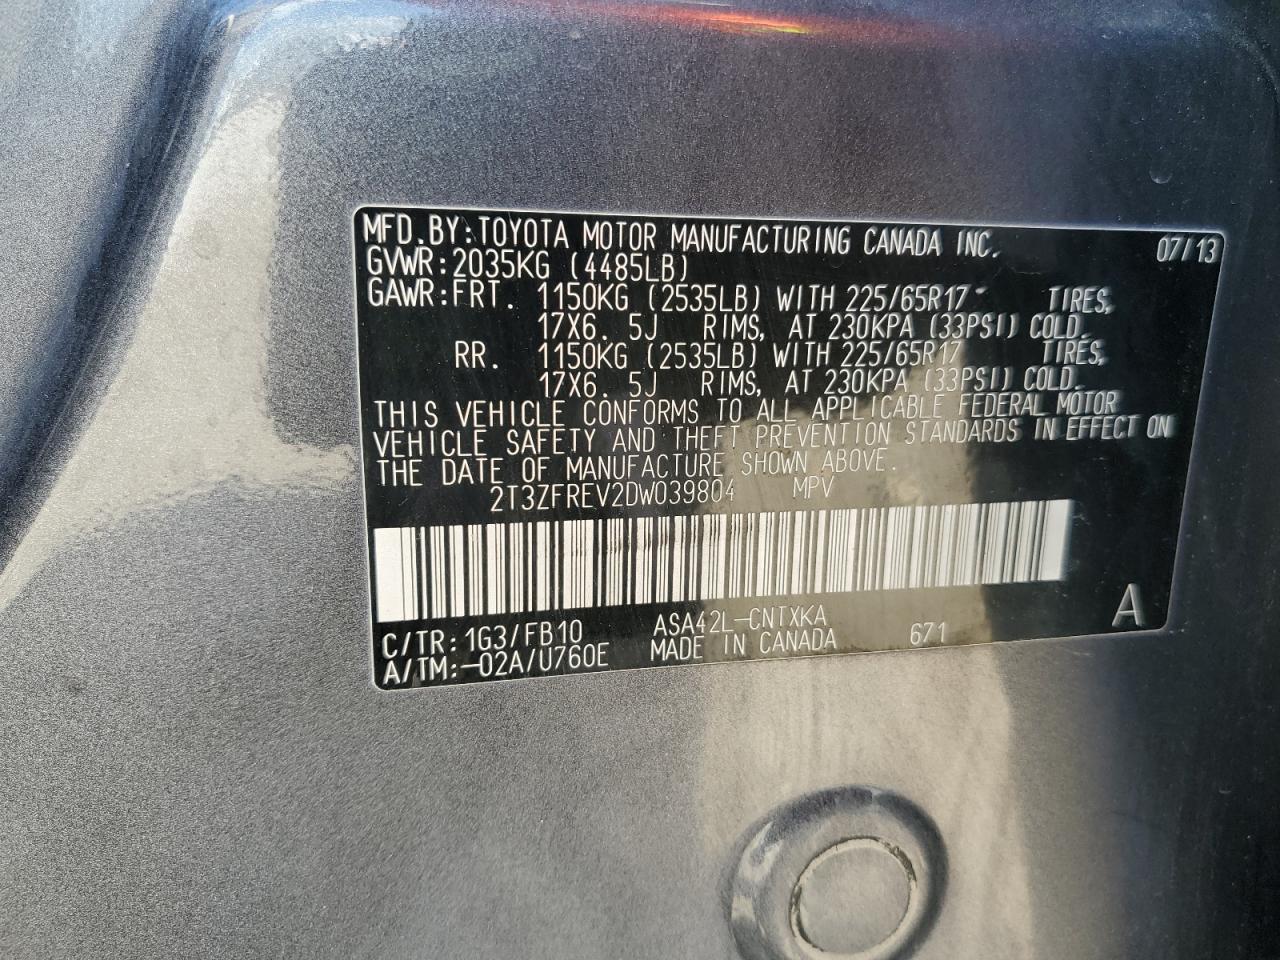 MFD. BY: TOYOTA MOTOR MANUFACTURING CANADA INC. 07/13
GVWR: 2035KG (4485LB)
GAWR: FRT. 1150KG (2535LB) WITH 225/65R17 TIRES,
17X6. 5J RIMS, AT 230KPA (33PSI) COLD.
RR. 1150KG (2535LB) WITH 225/65R17 TIRES,
17X6. 5J RIMS, AT 230KPA (33PSI) COLD.
THIS VEHICLE CONFORMS TO ALL APPLICABLE FEDERAL MOTOR
VEHICLE SAFETY AND THEFT PREVENTION STANDARDS IN EFFECT ON
THE DATE OF MANUFACTURE SHOWN ABOVE.
2T3ZFREV2DW039804 MPV
C/TR: 1G3/FB10 ASA42L-CNTXKA A
A/TM: -02A/U760E MADE IN CANADA 671